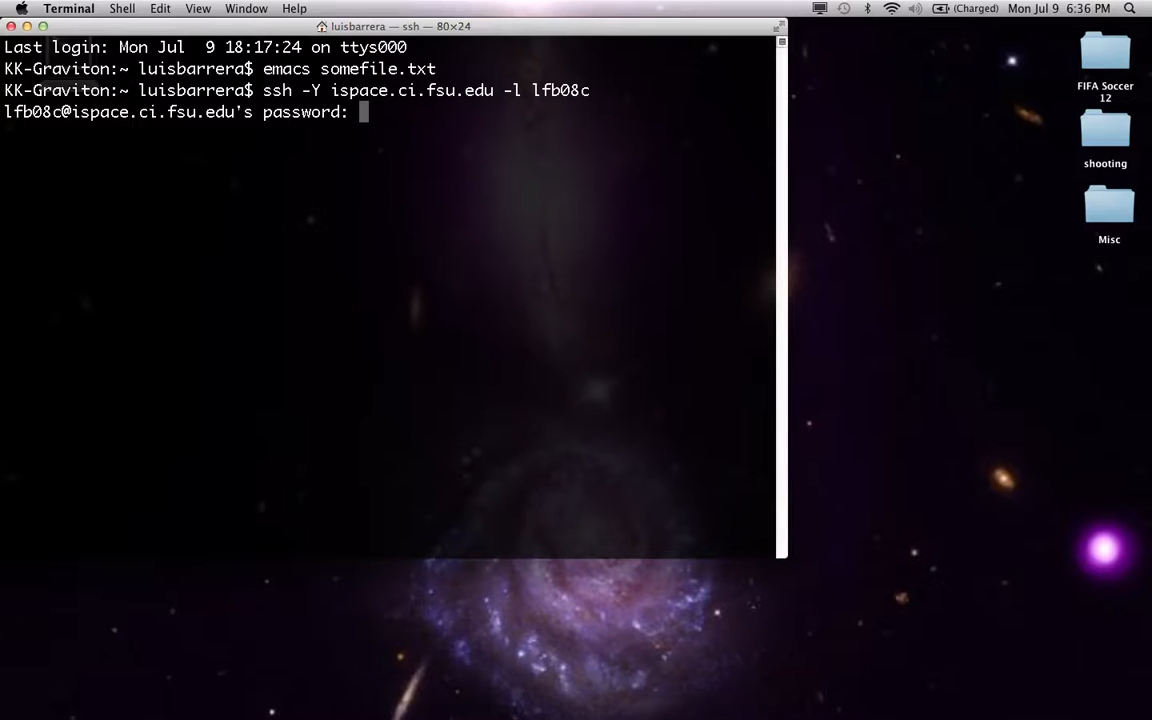 Terminal Shell Edit View Window Help (Charged) Mon Jul 9 6:36 PM
luisbarrera — ssh — 80×24
Last login: Mon Jul  9 18:17:24 on ttys000
KK-Graviton:~ luisbarrera$ emacs somefile.txt
KK-Graviton:~ luisbarrera$ ssh -Y ispace.ci.fsu.edu -l lfb08c
lfb08c@ispace.ci.fsu.edu's password:
FIFA Soccer
12
shooting
Misc